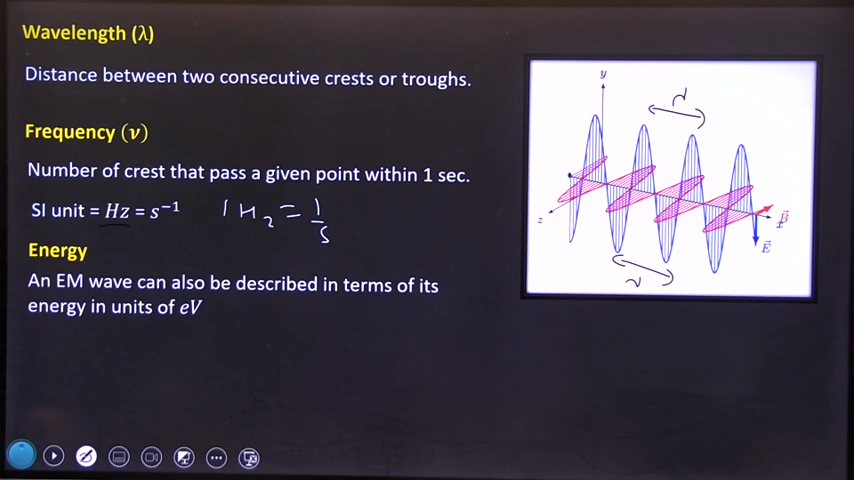 Wavelength (λ)
Distance between two consecutive crests or troughs.
Frequency (ν)
Number of crest that pass a given point within 1 sec.
SI unit = Hz = s⁻¹
1 Hz = 1/s
Energy
An EM wave can also be described in terms of its
energy in units of eV
y
z
x
B⃗
E⃗